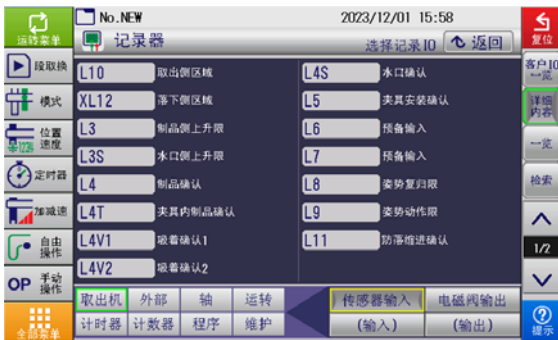 运转菜单
No.NEW
2023/12/01 15:58
复位
记录器
选择记录IO
返回
段取换
客户IO
一览
模式
详细
内容
位置
速度
一览
定时器
检索
加减速
自由
操作
1/2
OP
手动
操作
全部菜单
提示
L10 取出侧区域
L4S 水口确认
XL12 落下侧区域
L5 夹具安装确认
L3 制品侧上升限
L6 预备输入
L3S 水口侧上升限
L7 预备输入
L4 制品确认
L8 姿势复归限
L4T 夹具内制品确认
L9 姿势动作限
L4V1 吸着确认1
L11 防落缩进确认
L4V2 吸着确认2
取出机 外部 轴 运转
传感器输入 电磁阀输出
计时器 计数器 程序 维护
(输入) (输出)